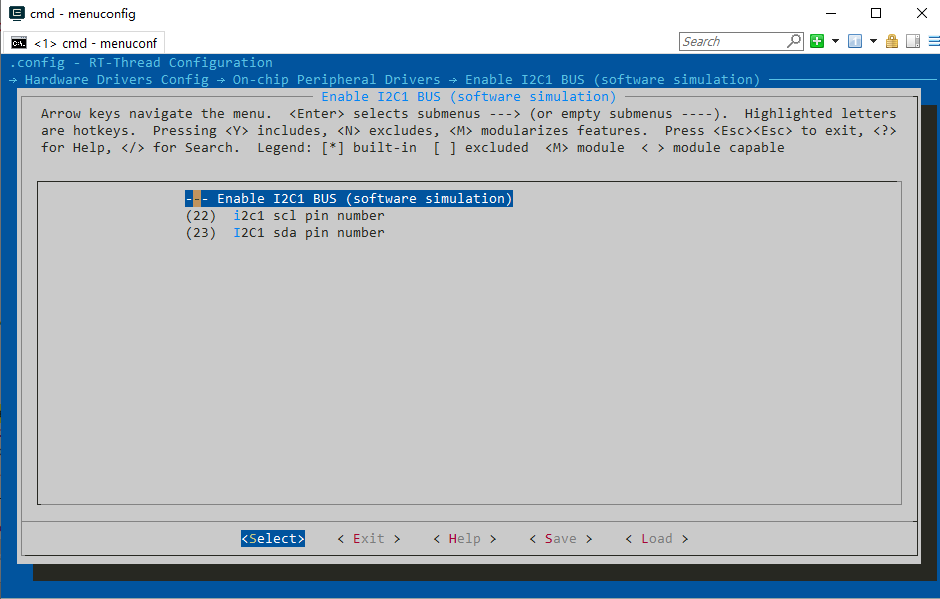 cmd - menuconfig
<1> cmd - menuconf
Search
.config - RT-Thread Configuration
→ Hardware Drivers Config → On-chip Peripheral Drivers → Enable I2C1 BUS (software simulation)
Enable I2C1 BUS (software simulation)
Arrow keys navigate the menu. <Enter> selects submenus ---> (or empty submenus ----). Highlighted letters
are hotkeys. Pressing <Y> includes, <N> excludes, <M> modularizes features. Press <Esc><Esc> to exit, <?>
for Help, </> for Search. Legend: [*] built-in [ ] excluded <M> module < > module capable
--- Enable I2C1 BUS (software simulation)
(22) i2c1 scl pin number
(23) I2C1 sda pin number
<Select> < Exit > < Help > < Save > < Load >